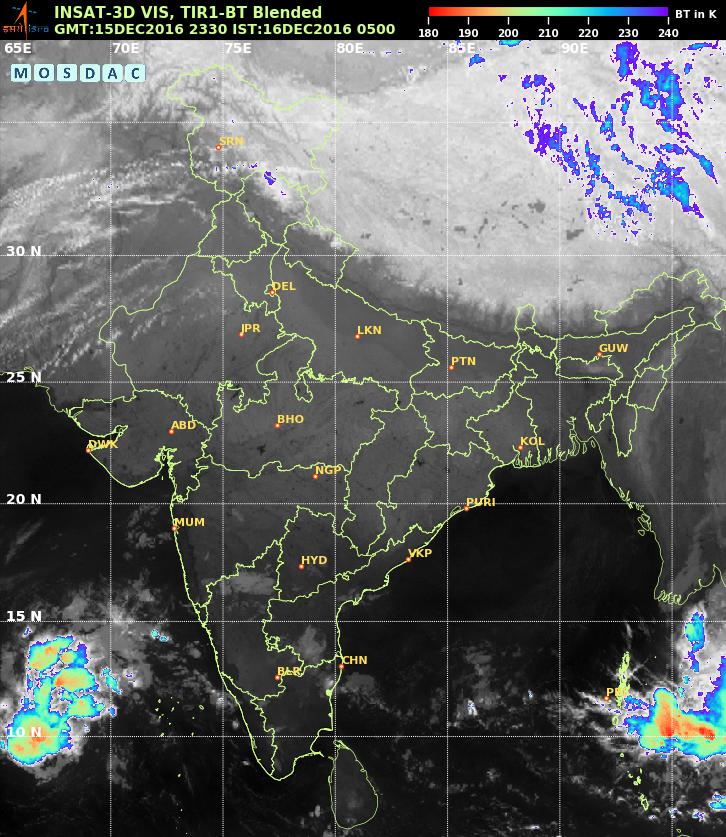 INSAT-3D VIS, TIR1-BT Blended
GMT:15DEC2016 2330 IST:16DEC2016 0500
BT in K
180 190 200 210 220 230 240
65E 70E 75E 80E 85E 90E
MOSDAC
SRN
30 N
DEL
JPR LKN
GUW
PTN
25 N
ABD BHO
DWK KOL
NGP
20 N PURI
MUM
VKP
HYD
15 N
CHN
BLR
10 N